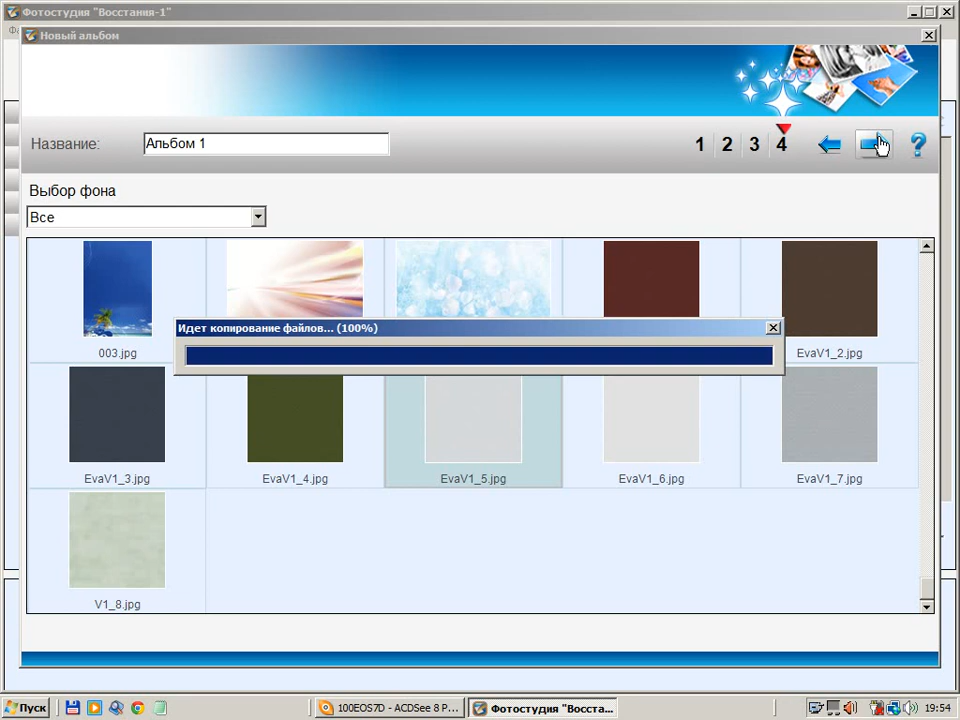 Фотостудия "Восстания-1"
Новый альбом
Название:
Альбом 1
1 2 3 4
?
Выбор фона
Все
Идет копирование файлов... (100%)
003.jpg
EvaV1_2.jpg
EvaV1_3.jpg
EvaV1_4.jpg
EvaV1_5.jpg
EvaV1_6.jpg
EvaV1_7.jpg
V1_8.jpg
Пуск
100EOS7D - ACDSee 8 P...
Фотостудия "Восста...
19:54